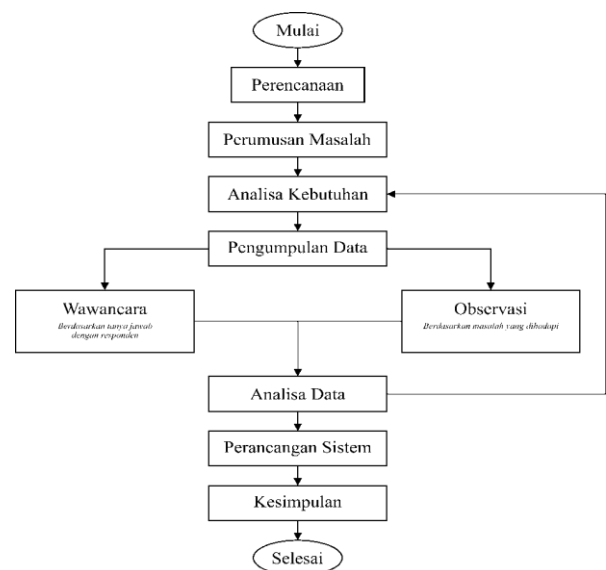 Mulai
Perencanaan
Perumusan Masalah
Analisa Kebutuhan
Pengumpulan Data
Wawancara
Berdasarkan tanya jawab
dengan responden
Observasi
Berdasarkan masalah yang dihadapi
Analisa Data
Perancangan Sistem
Kesimpulan
Selesai